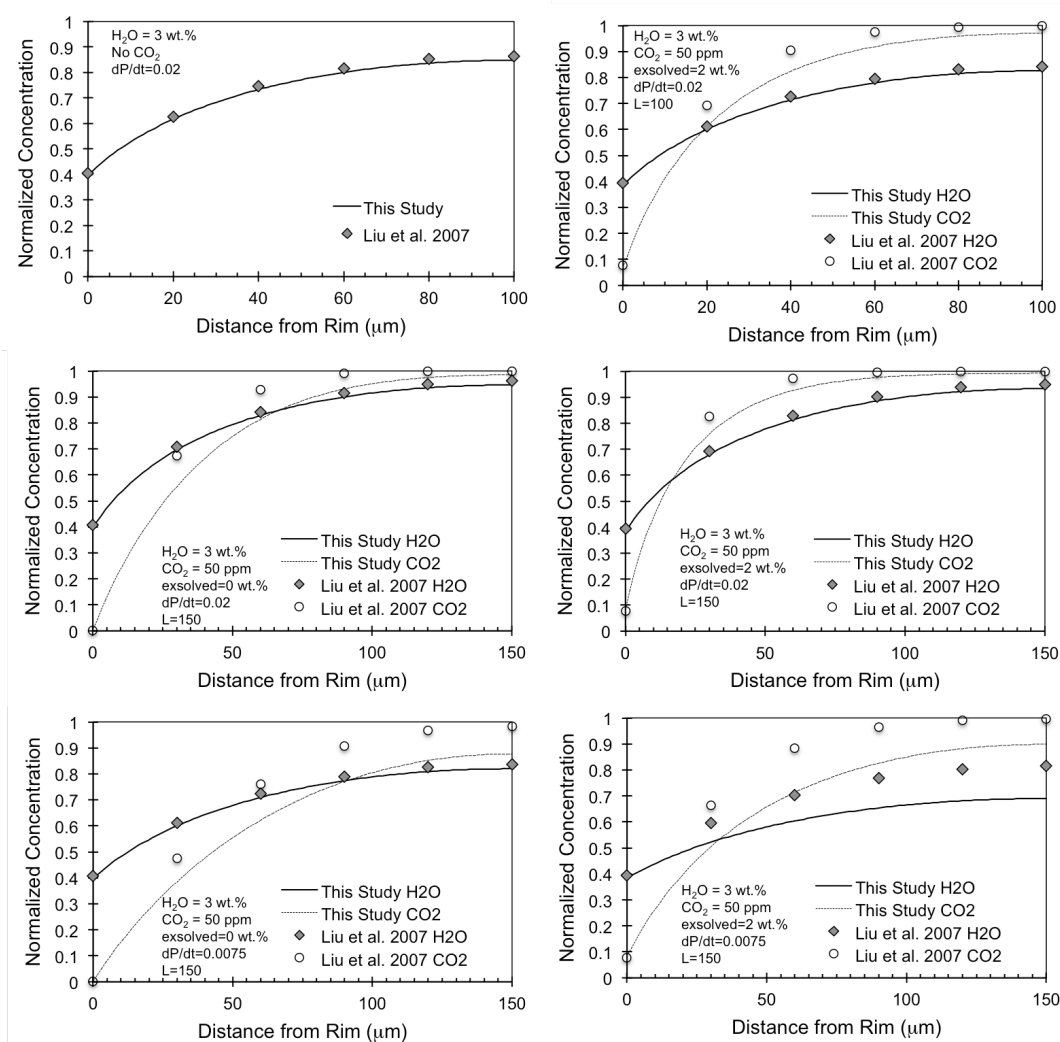 H₂O = 3 wt.%
No CO₂
dP/dt=0.02
Normalized Concentration
1
0.9
0.8
0.7
0.6
0.5
0.4
0.3
0.2
0.1
0
This Study
Liu et al. 2007
0 20 40 60 80 100
Distance from Rim (μm)
H₂O = 3 wt.%
CO₂ = 50 ppm
exsolved=2 wt.%
dP/dt=0.02
L=100
Normalized Concentration
1
0.9
0.8
0.7
0.6
0.5
0.4
0.3
0.2
0.1
0
This Study H2O
This Study CO2
Liu et al. 2007 H2O
Liu et al. 2007 CO2
0 20 40 60 80 100
Distance from Rim (μm)
Normalized Concentration
1
0.9
0.8
0.7
0.6
0.5
0.4
0.3
0.2
0.1
0
H₂O = 3 wt.%
CO₂ = 50 ppm
exsolved=0 wt.%
dP/dt=0.02
L=150
This Study H2O
This Study CO2
Liu et al. 2007 H2O
Liu et al. 2007 CO2
0 50 100 150
Distance from Rim (μm)
Normalized Concentration
1
0.9
0.8
0.7
0.6
0.5
0.4
0.3
0.2
0.1
0
H₂O = 3 wt.%
CO₂ = 50 ppm
exsolved=2 wt.%
dP/dt=0.02
L=150
This Study H2O
This Study CO2
Liu et al. 2007 H2O
Liu et al. 2007 CO2
0 50 100 150
Distance from Rim (μm)
Normalized Concentration
1
0.9
0.8
0.7
0.6
0.5
0.4
0.3
0.2
0.1
0
H₂O = 3 wt.%
CO₂ = 50 ppm
exsolved=0 wt.%
dP/dt=0.0075
L=150
This Study H2O
This Study CO2
Liu et al. 2007 H2O
Liu et al. 2007 CO2
0 50 100 150
Distance from Rim (μm)
Normalized Concentration
1
0.9
0.8
0.7
0.6
0.5
0.4
0.3
0.2
0.1
0
H₂O = 3 wt.%
CO₂ = 50 ppm
exsolved=2 wt.%
dP/dt=0.0075
L=150
This Study H2O
This Study CO2
Liu et al. 2007 H2O
Liu et al. 2007 CO2
0 50 100 150
Distance from Rim (μm)